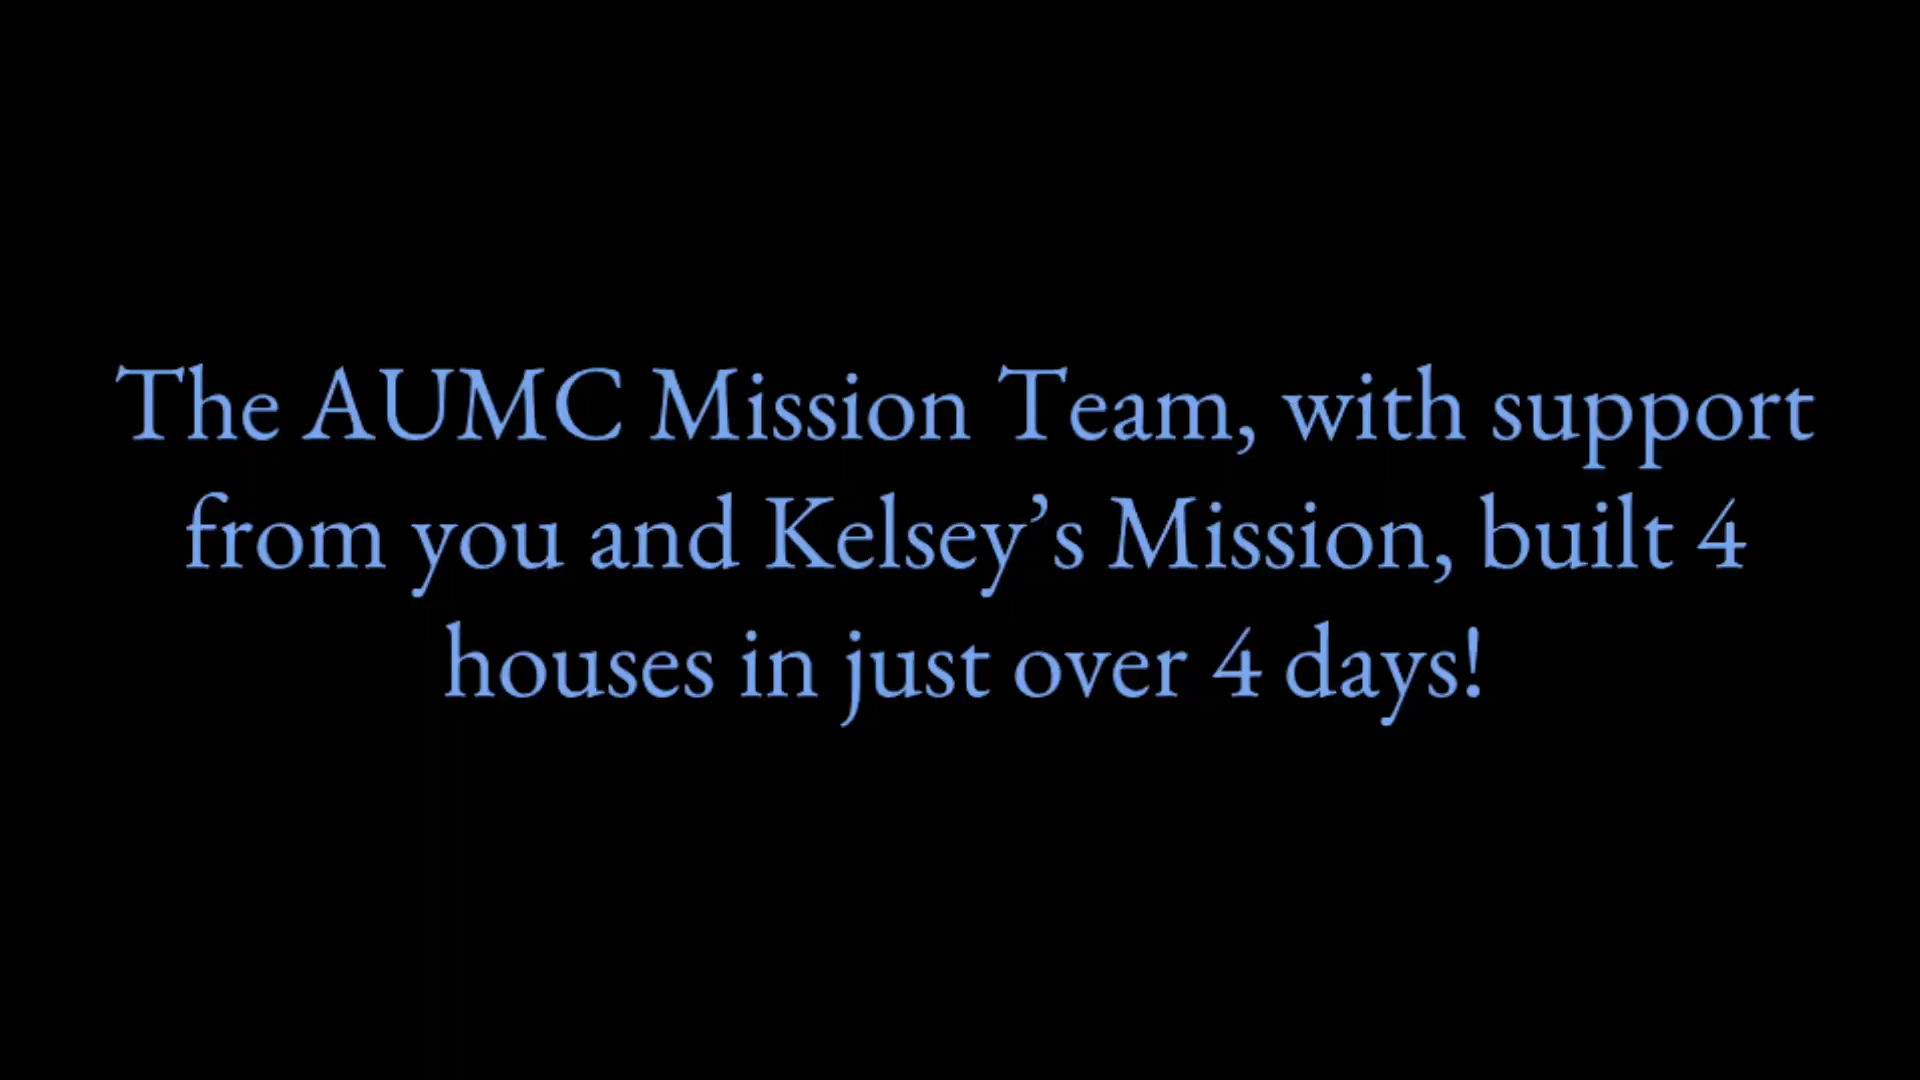 The AUMC Mission Team, with support
from you and Kelsey’s Mission, built 4
houses in just over 4 days!